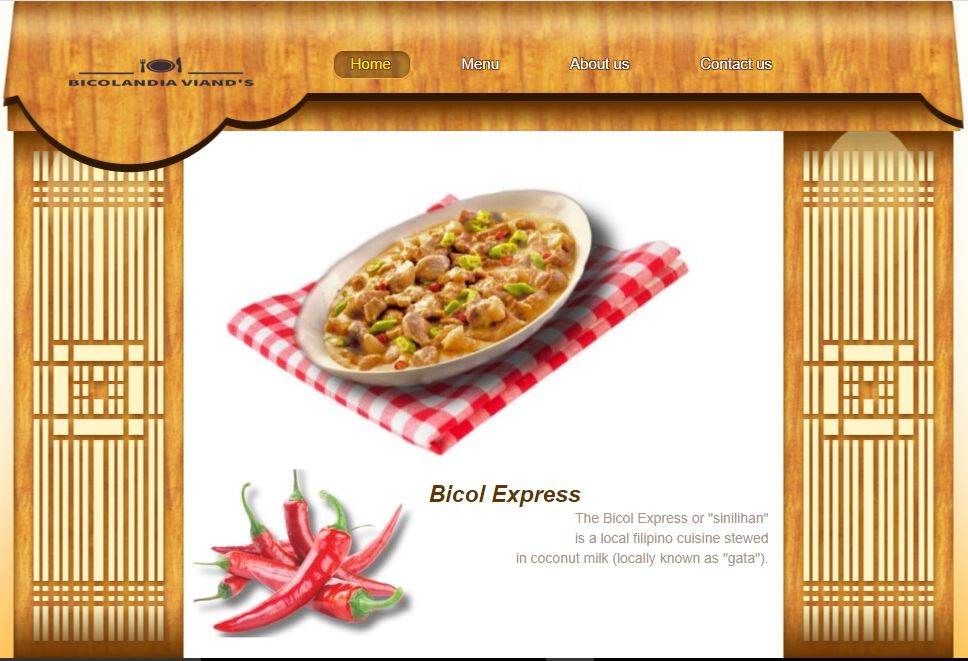 BICOLANDIA VIAND'S
Home Menu About us Contact us
Bicol Express
The Bicol Express or "sinilihan"
is a local filipino cuisine stewed
in coconut milk (locally known as "gata").